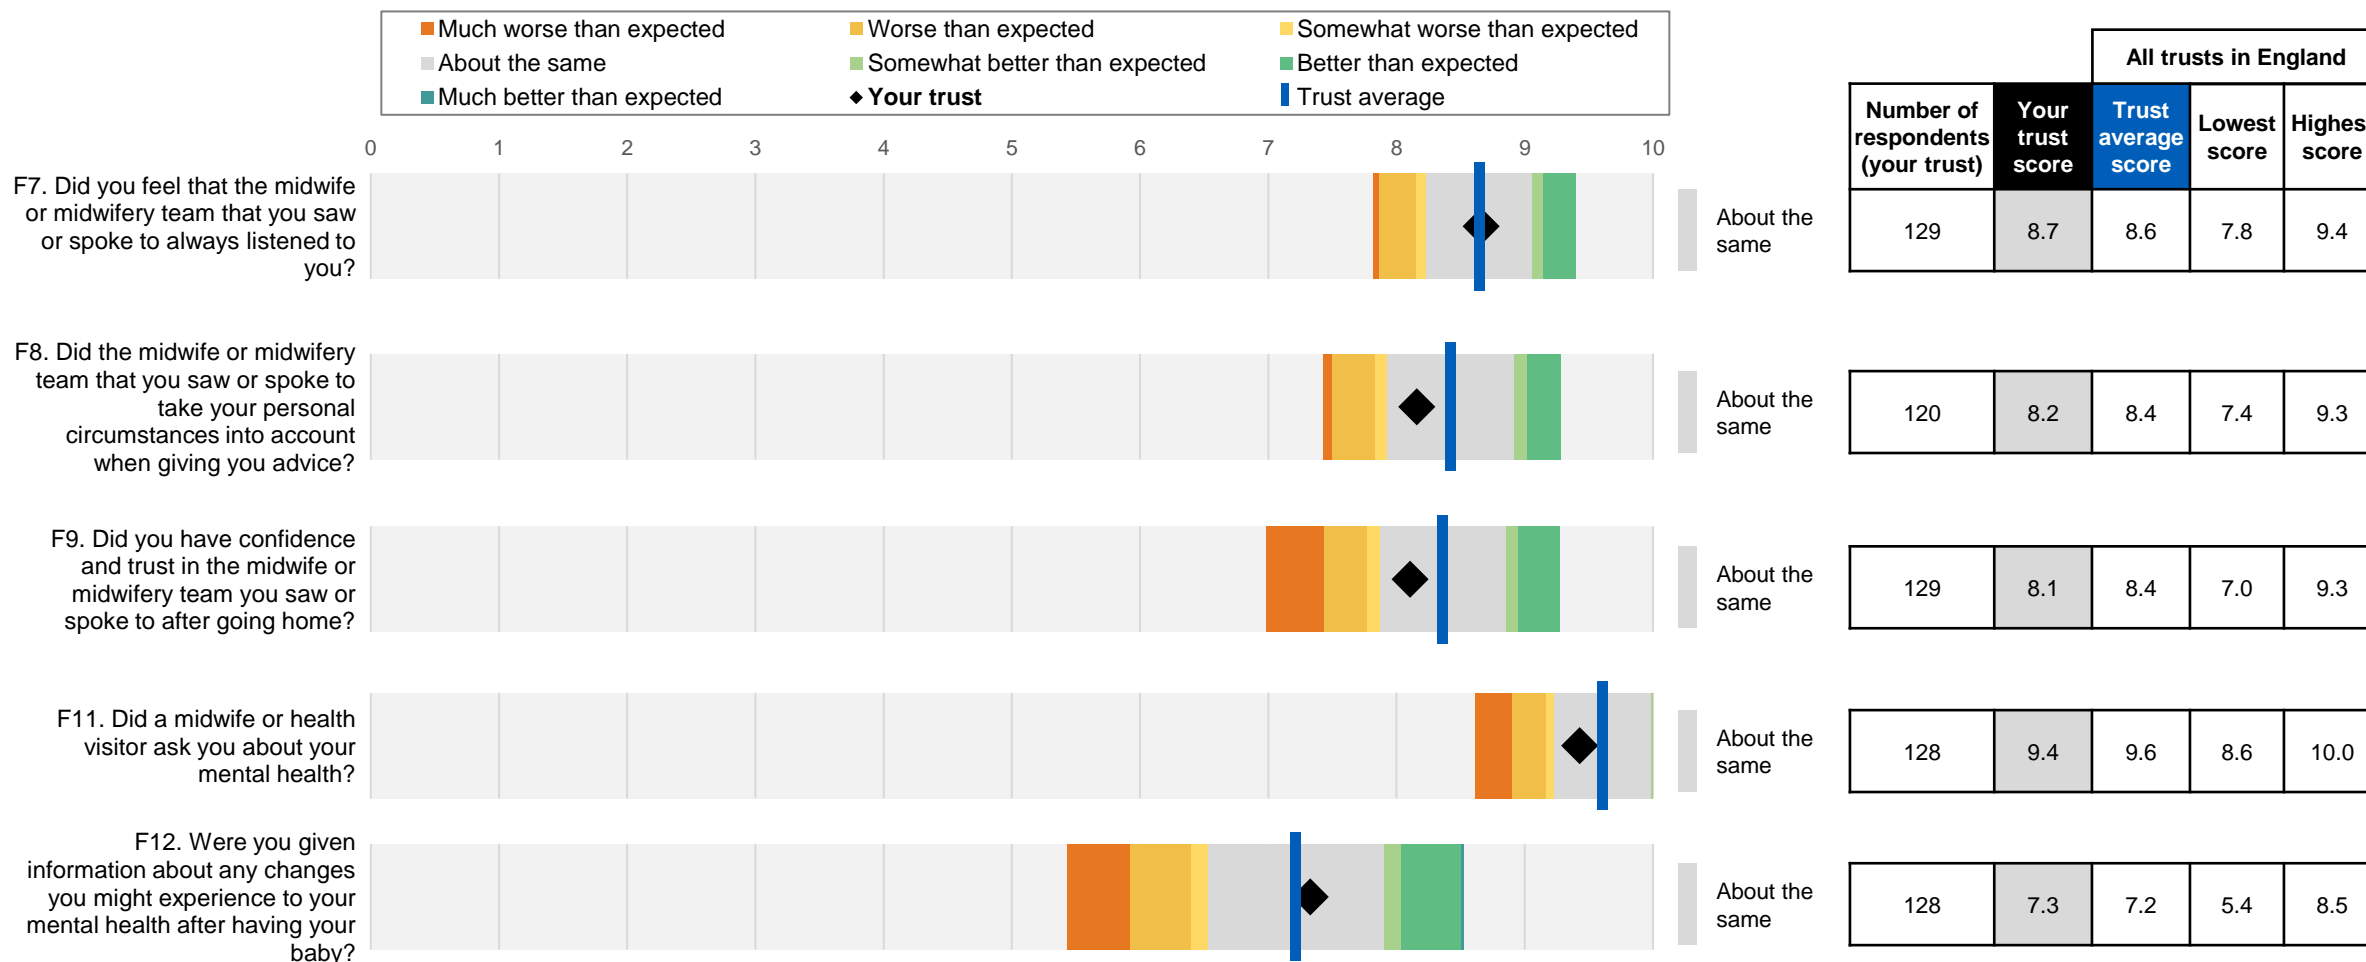 Much worse than expected
Worse than expected
Somewhat worse than expected
About the same
Somewhat better than expected
Better than expected
Much better than expected
Your trust
Trust average
All trusts in England
Number of
respondents
(your trust)
Your
trust
score
Trust
average
score
Lowest
score
Highes
score
0 1 2 3 4 5 6 7 8 9 10
F7. Did you feel that the midwife
or midwifery team that you saw
or spoke to always listened to
you?
About the
same
129 8.7 8.6 7.8 9.4
F8. Did the midwife or midwifery
team that you saw or spoke to
take your personal
circumstances into account
when giving you advice?
About the
same
120 8.2 8.4 7.4 9.3
F9. Did you have confidence
and trust in the midwife or
midwifery team you saw or
spoke to after going home?
About the
same
129 8.1 8.4 7.0 9.3
F11. Did a midwife or health
visitor ask you about your
mental health?
About the
same
128 9.4 9.6 8.6 10.0
F12. Were you given
information about any changes
you might experience to your
mental health after having your
baby?
About the
same
128 7.3 7.2 5.4 8.5